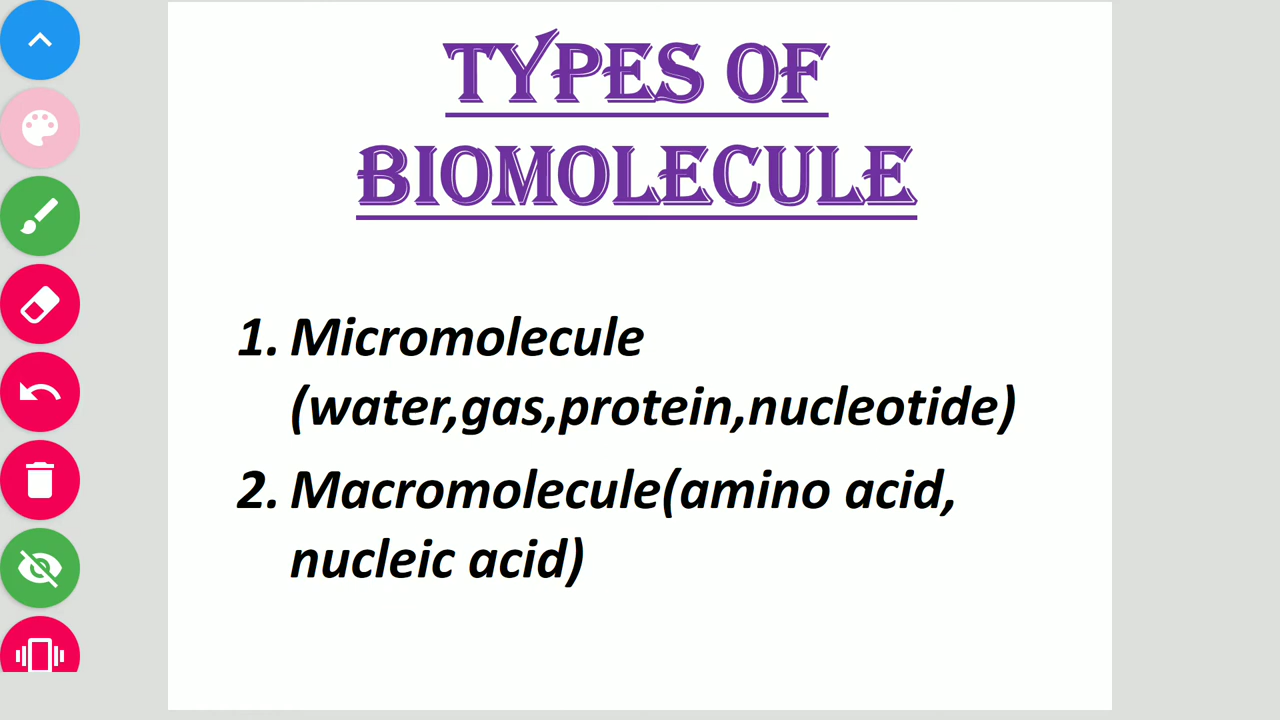 TYPES OF
BIOMOLECULE
1. Micromolecule
(water,gas,protein,nucleotide)
2. Macromolecule(amino acid,
nucleic acid)